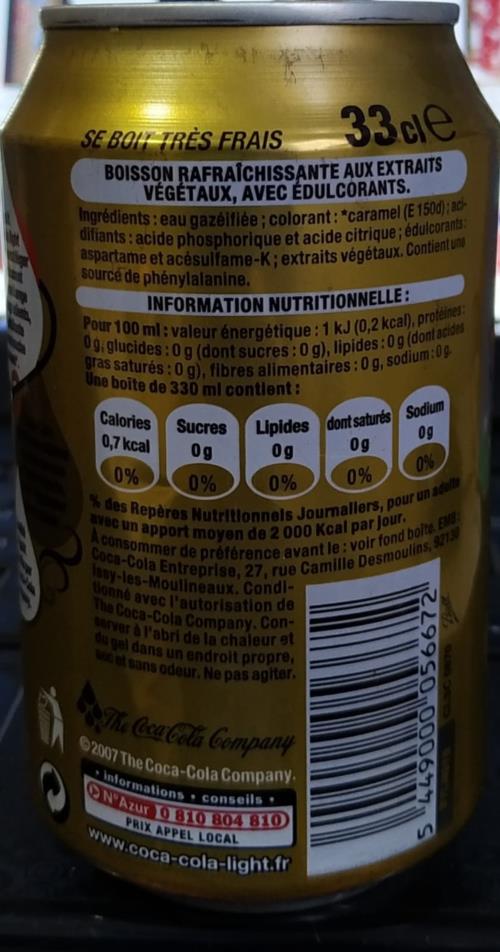 SE BOIT TRÈS FRAIS
33 cl e
BOISSON RAFRAÎCHISSANTE AUX EXTRAITS
VÉGÉTAUX, AVEC ÉDULCORANTS.
Ingrédients : eau gazéifiée ; colorant : *caramel (E 150d) ; aci-
difiants : acide phosphorique et acide citrique ; édulcorants :
aspartame et acésulfame-K ; extraits végétaux. Contient une
source de phénylalanine.
INFORMATION NUTRITIONNELLE :
Pour 100 ml : valeur énergétique : 1 kJ (0,2 kcal), protéines :
0 g, glucides : 0 g (dont sucres : 0 g), lipides : 0 g (dont acides
gras saturés : 0 g), fibres alimentaires : 0 g, sodium : 0 g.
Une boîte de 330 ml contient :
Calories Sucres Lipides dont saturés Sodium
0,7 kcal 0 g 0 g 0 g 0 g
0% 0% 0% 0% 0%
% des Repères Nutritionnels Journaliers, pour un adulte
avec un apport moyen de 2 000 Kcal par jour.
A consommer de préférence avant le : voir fond boîte. EMB :
Coca-Cola Entreprise, 27, rue Camille Desmoulins, 92130
Issy-les-Moulineaux. Condi-
tionné avec l'autorisation de
The Coca-Cola Company. Con-
server à l'abri de la chaleur et
du gel dans un endroit propre,
sec et sans odeur. Ne pas agiter.
The Coca-Cola Company
©2007 The Coca-Cola Company.
• informations • conseils •
N° Azur 0 810 804 810
PRIX APPEL LOCAL
www.coca-cola-light.fr
5 449000 056672